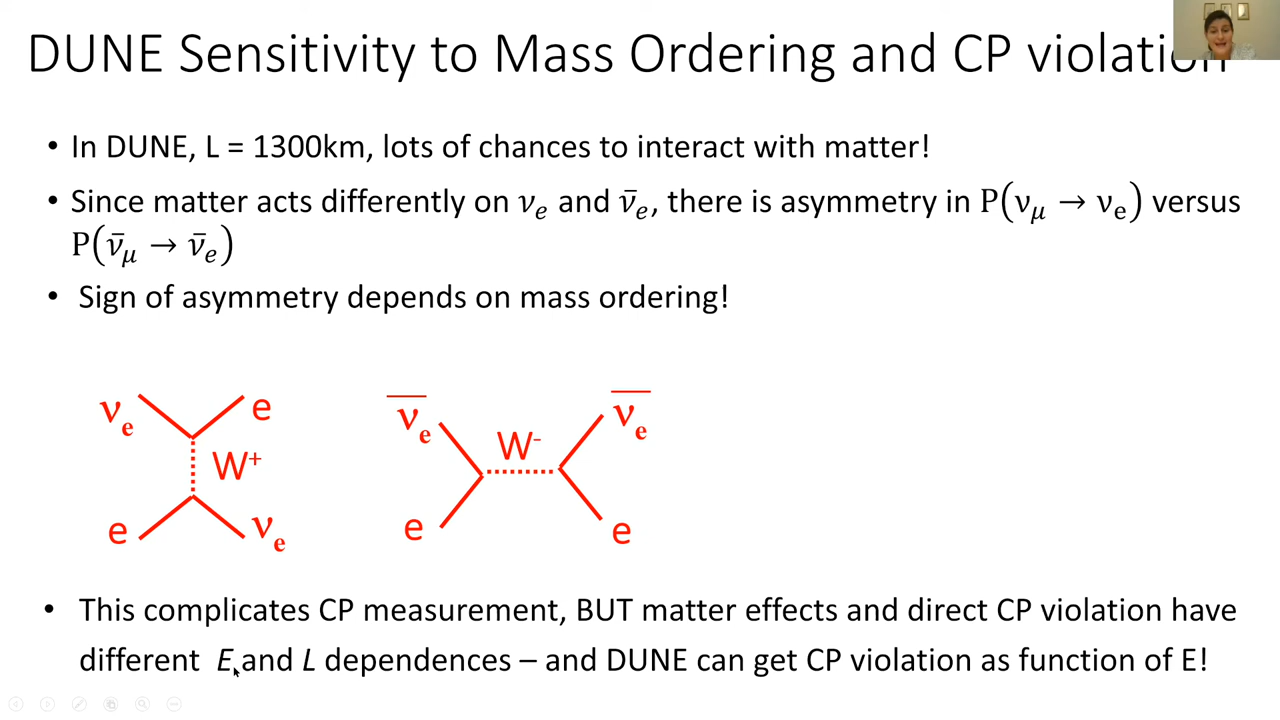 DUNE Sensitivity to Mass Ordering and CP violation
• In DUNE, L = 1300km, lots of chances to interact with matter!
• Since matter acts differently on νₑ and ν̄ₑ, there is asymmetry in P(ν_μ → νₑ) versus
P(ν̄_μ → ν̄ₑ)
• Sign of asymmetry depends on mass ordering!
νₑ e
W⁺
e νₑ
ν̄ₑ ν̄ₑ
W⁻
e e
• This complicates CP measurement, BUT matter effects and direct CP violation have
different E and L dependences – and DUNE can get CP violation as function of E!